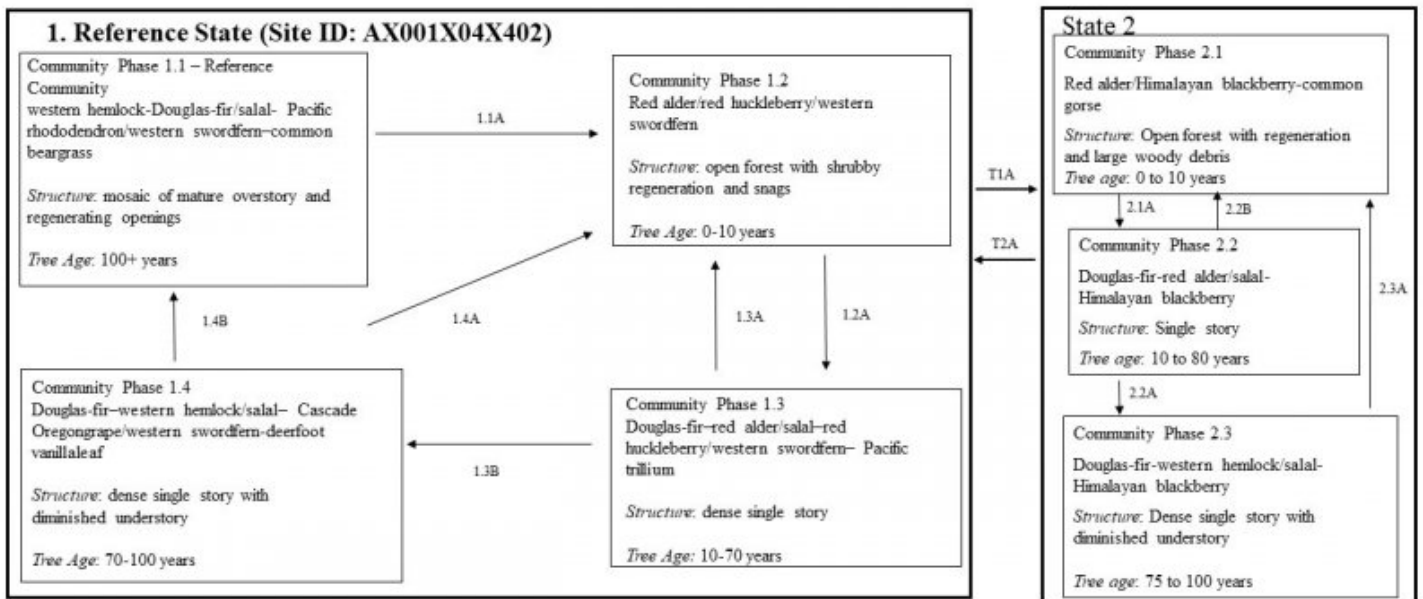 1. Reference State (Site ID: AX001X04X402)
Community Phase 1.1 – Reference
Community
western hemlock-Douglas-fir/salal- Pacific
rhododendron/western swordfern–common
beargrass
Structure: mosaic of mature overstory and
regenerating openings
Tree Age: 100+ years
1.1A
Community Phase 1.2
Red alder/red huckleberry/western
swordfern
Structure: open forest with shrubby
regeneration and snags
Tree Age: 0-10 years
1.4B
1.4A
1.3A
1.2A
Community Phase 1.4
Douglas-fir–western hemlock/salal– Cascade
Oregongrape/western swordfern-deerfoot
vanillaleaf
Structure: dense single story with
diminished understory
Tree Age: 70-100 years
1.3B
Community Phase 1.3
Douglas-fir–red alder/salal–red
huckleberry/western swordfern– Pacific
trillium
Structure: dense single story
Tree Age: 10-70 years
T1A
T2A
State 2
Community Phase 2.1
Red alder/Himalayan blackberry-common
gorse
Structure: Open forest with regeneration
and large woody debris
Tree age: 0 to 10 years
2.1A
2.2B
Community Phase 2.2
Douglas-fir-red alder/salal-
Himalayan blackberry
Structure: Single story
Tree age: 10 to 80 years
2.3A
2.2A
Community Phase 2.3
Douglas-fir-western hemlock/salal-
Himalayan blackberry
Structure: Dense single story with
diminished understory
Tree age: 75 to 100 years